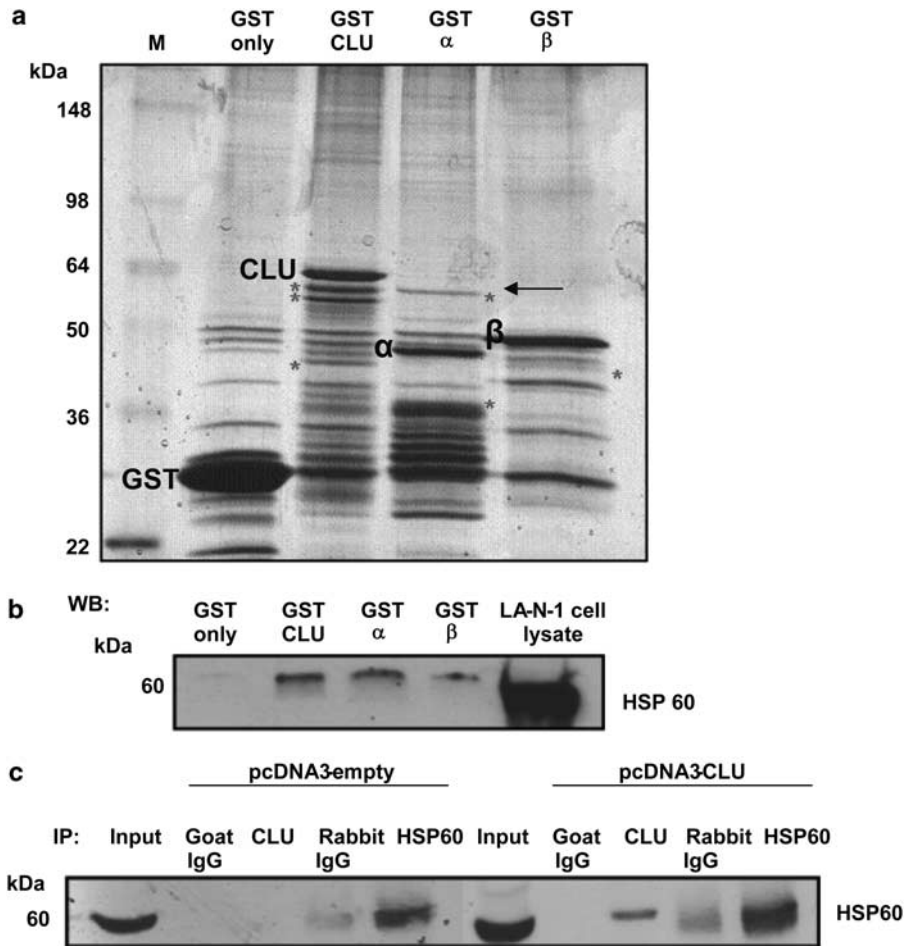 a
GST GST GST GST
M only CLU α β
kDa
148
98
64
50
36
22
CLU
*
*
*
α
*
*
β
*
GST
b
WB:
GST GST GST GST LA-N-1 cell
only CLU α β lysate
kDa
60
HSP 60
c
pcDNA3-empty pcDNA3-CLU
IP: Input Goat CLU Rabbit HSP60 Input Goat CLU Rabbit HSP60
IgG IgG IgG IgG
kDa
60
HSP60